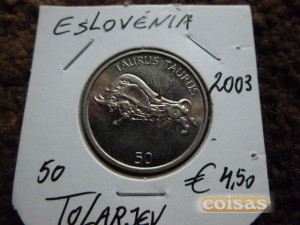 ESLOVÉNIA
TAURUS TAURUS
2003
50
50
€ 4,50
TOLARJEV
coisas